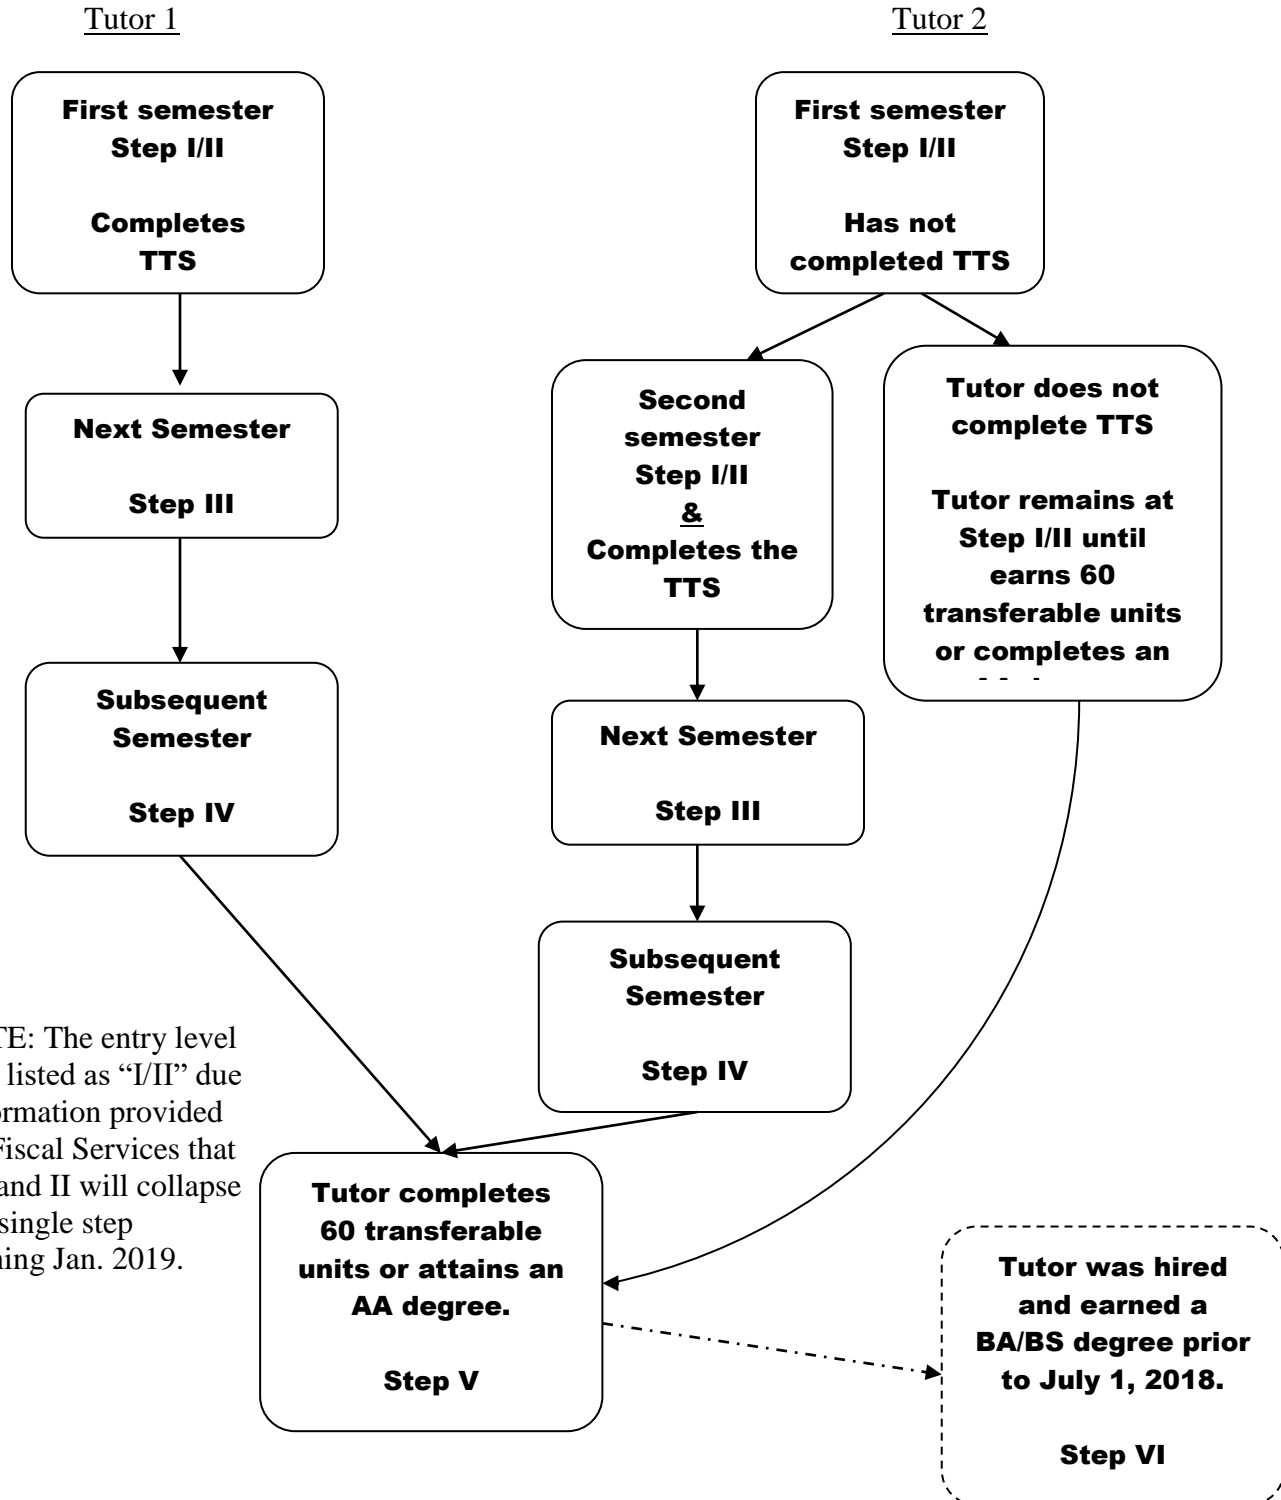 Tutor 1
First semester
Step I/II
Completes
TTS
Next Semester
Step III
Subsequent
Semester
Step IV
Tutor 2
First semester
Step I/II
Has not
completed TTS
Second
semester
Step I/II
&
Completes the
TTS
Next Semester
Step III
Subsequent
Semester
Step IV
Tutor does not
complete TTS
Tutor remains at
Step I/II until
earns 60
transferable units
or completes an
TE: The entry level
listed as “I/II” due
ormation provided
Fiscal Services that
and II will collapse
single step
ning Jan. 2019.
Tutor completes
60 transferable
units or attains an
AA degree.
Step V
Tutor was hired
and earned a
BA/BS degree prior
to July 1, 2018.
Step VI